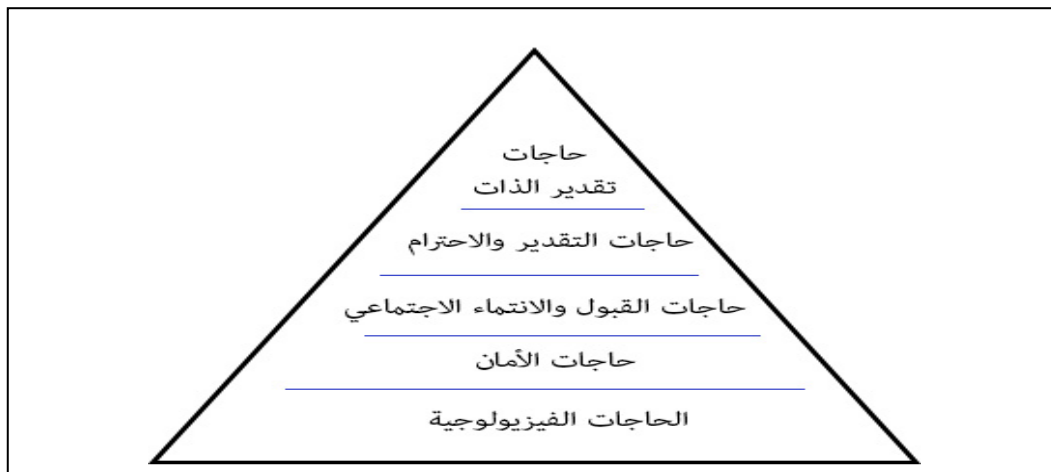 حاجات
تقدير الذات
حاجات التقدير والاحترام
حاجات القبول والانتماء الاجتماعي
حاجات الأمان
الحاجات الفيزيولوجية